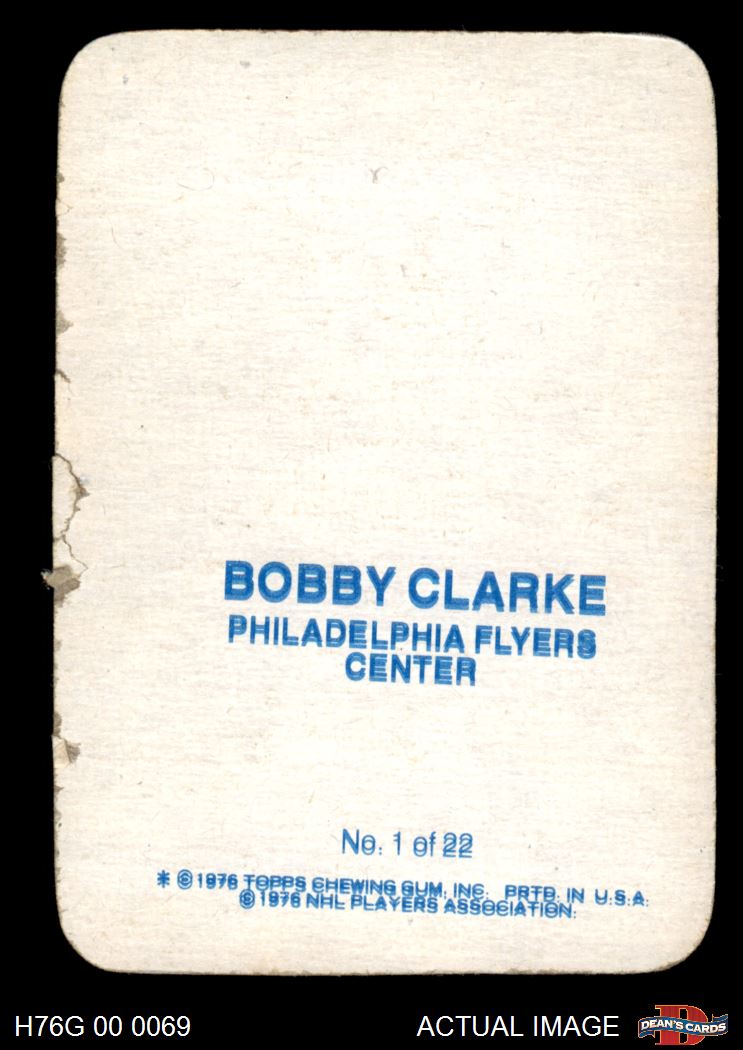 BOBBY CLARKE
PHILADELPHIA FLYERS
CENTER
No. 1 of 22
* © 1976 TOPPS CHEWING GUM, INC. PRTD. IN U.S.A.
© 1976 NHL PLAYERS ASSOCIATION.
H76G 00 0069
ACTUAL IMAGE
D
DEAN'S CARDS